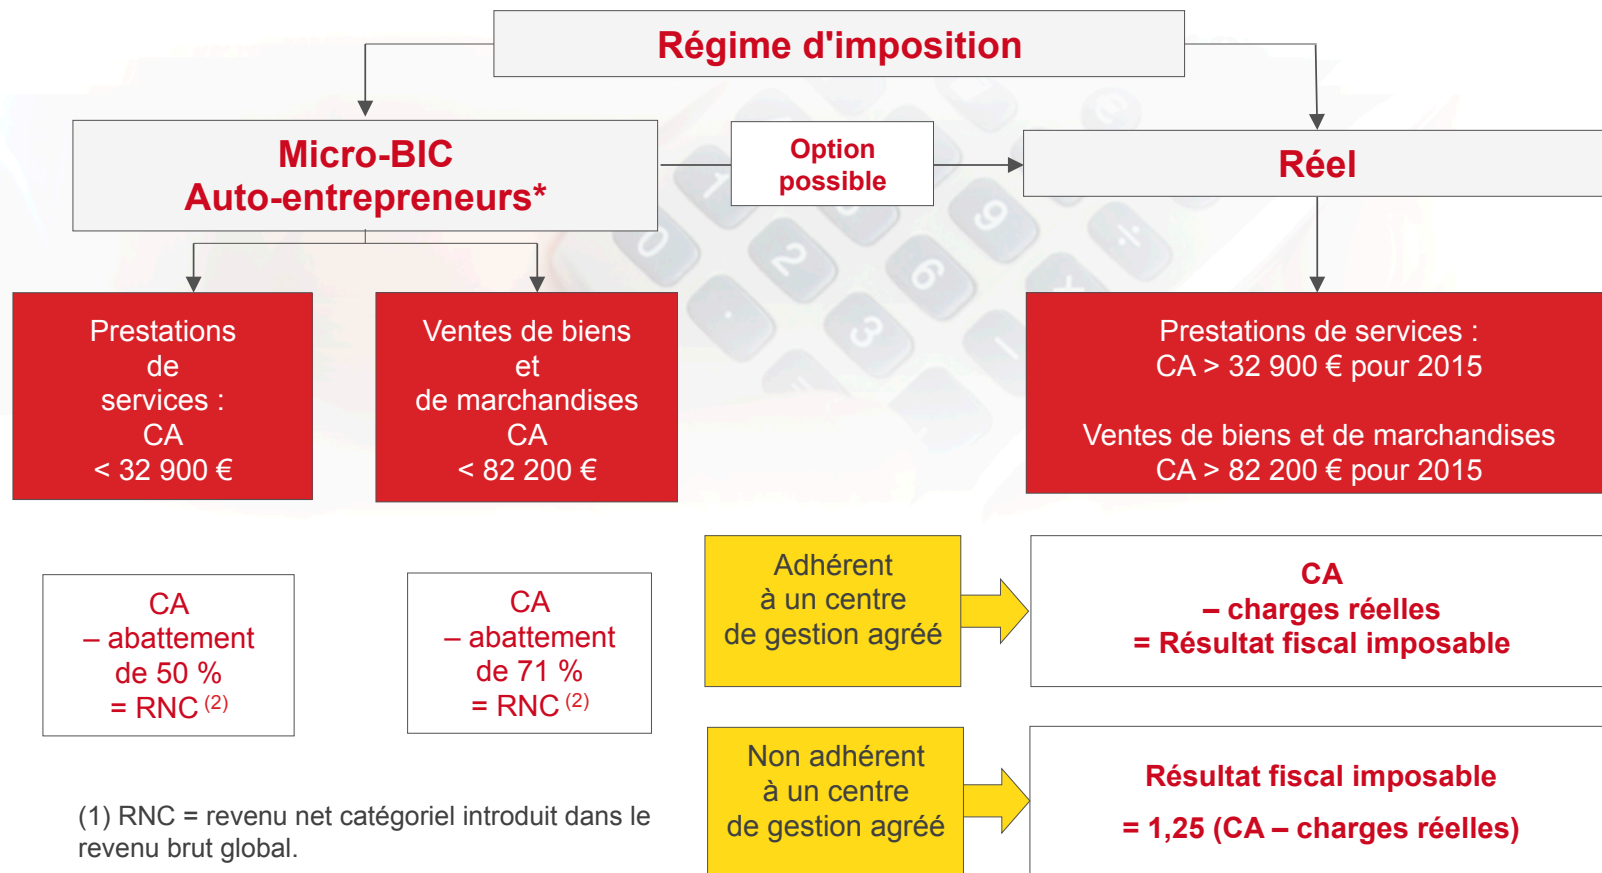 Régime d'imposition
Micro-BIC
Auto-entrepreneurs*
Option
possible
Réel
Prestations
de
services :
CA
< 32 900 €
Ventes de biens
et
de marchandises
CA
< 82 200 €
Prestations de services :
CA > 32 900 € pour 2015
Ventes de biens et de marchandises
CA > 82 200 € pour 2015
CA
– abattement
de 50 %
= RNC (2)
CA
– abattement
de 71 %
= RNC (2)
Adhérent
à un centre
de gestion agréé
CA
– charges réelles
= Résultat fiscal imposable
Non adhérent
à un centre
de gestion agréé
Résultat fiscal imposable
= 1,25 (CA – charges réelles)
(1) RNC = revenu net catégoriel introduit dans le
revenu brut global.